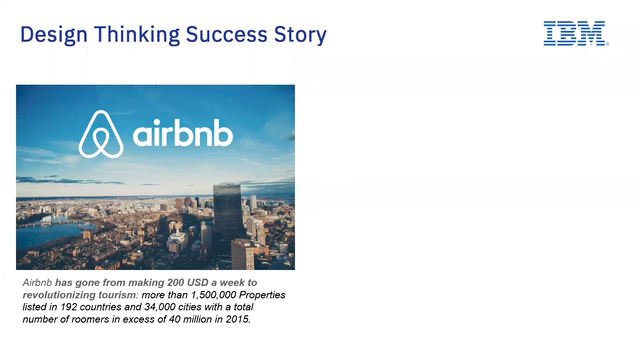 Design Thinking Success Story
IBM
airbnb
Airbnb has gone from making 200 USD a week to
revolutionizing tourism: more than 1,500,000 Properties
listed in 192 countries and 34,000 cities with a total
number of roomers in excess of 40 million in 2015.